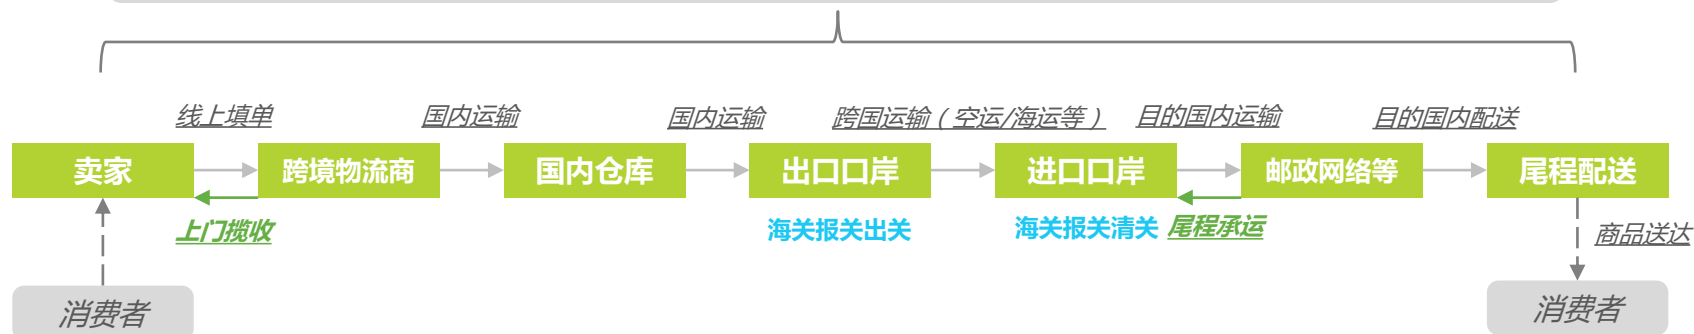 线上填单
国内运输
国内运输
跨国运输（空运/海运等）
目的国内运输
目的国内配送
卖家
跨境物流商
国内仓库
出口口岸
进口口岸
邮政网络等
尾程配送
上门揽收
海关报关出关
海关报关清关
尾程承运
商品送达
消费者
消费者